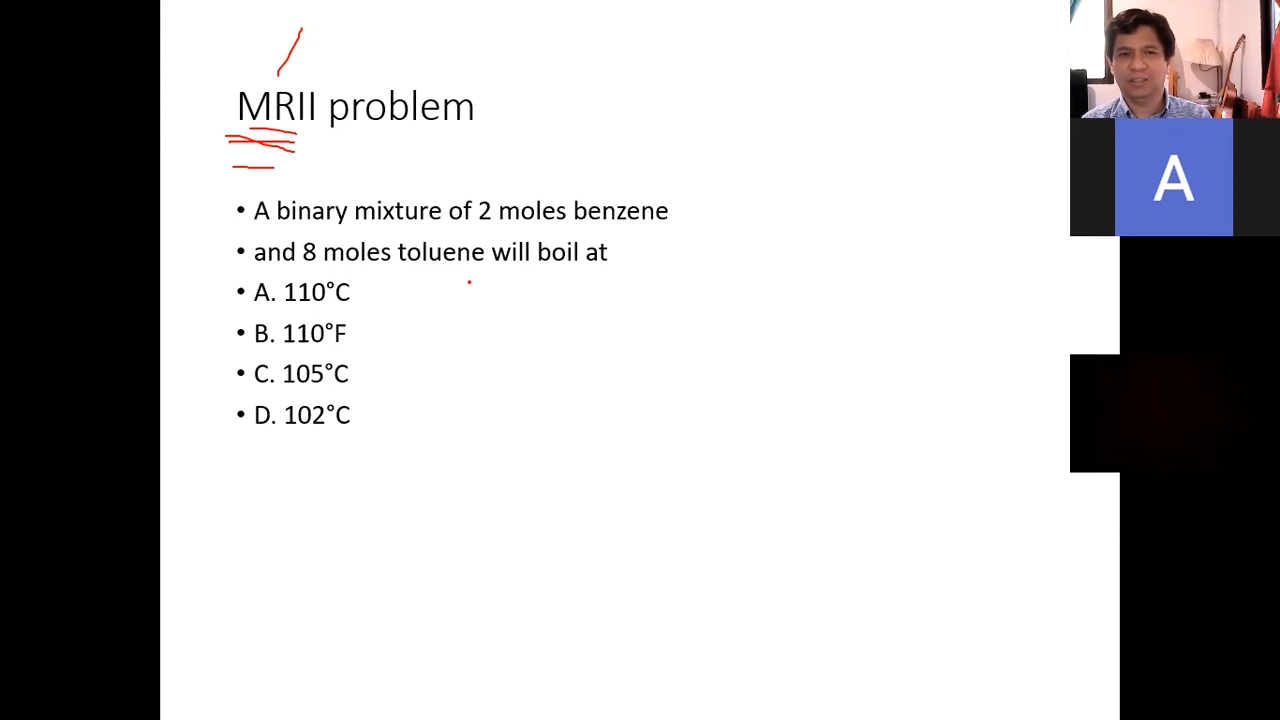 MRII problem
• A binary mixture of 2 moles benzene
• and 8 moles toluene will boil at
• A. 110°C
• B. 110°F
• C. 105°C
• D. 102°C
A